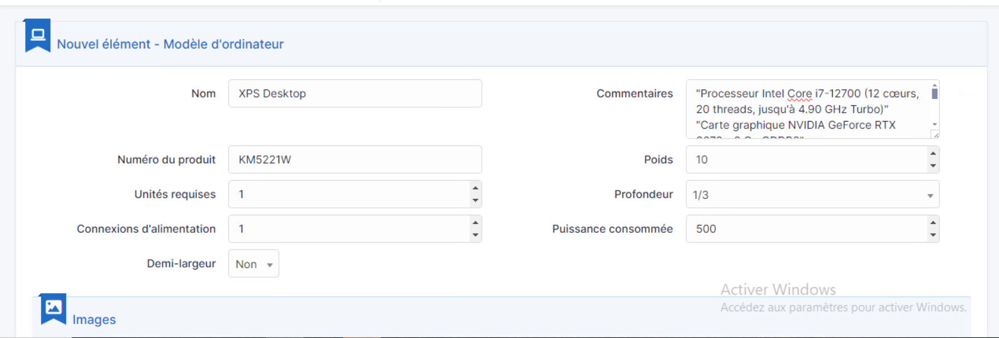 Nouvel élément - Modèle d'ordinateur
Nom
XPS Desktop
Commentaires
"Processeur Intel Core i7-12700 (12 cœurs,
20 threads, jusqu'à 4.90 GHz Turbo)"
"Carte graphique NVIDIA GeForce RTX
Numéro du produit
KM5221W
Poids
10
Unités requises
1
Profondeur
1/3
Connexions d'alimentation
1
Puissance consommée
500
Demi-largeur
Non
Activer Windows
Accédez aux paramètres pour activer Windows.
Images